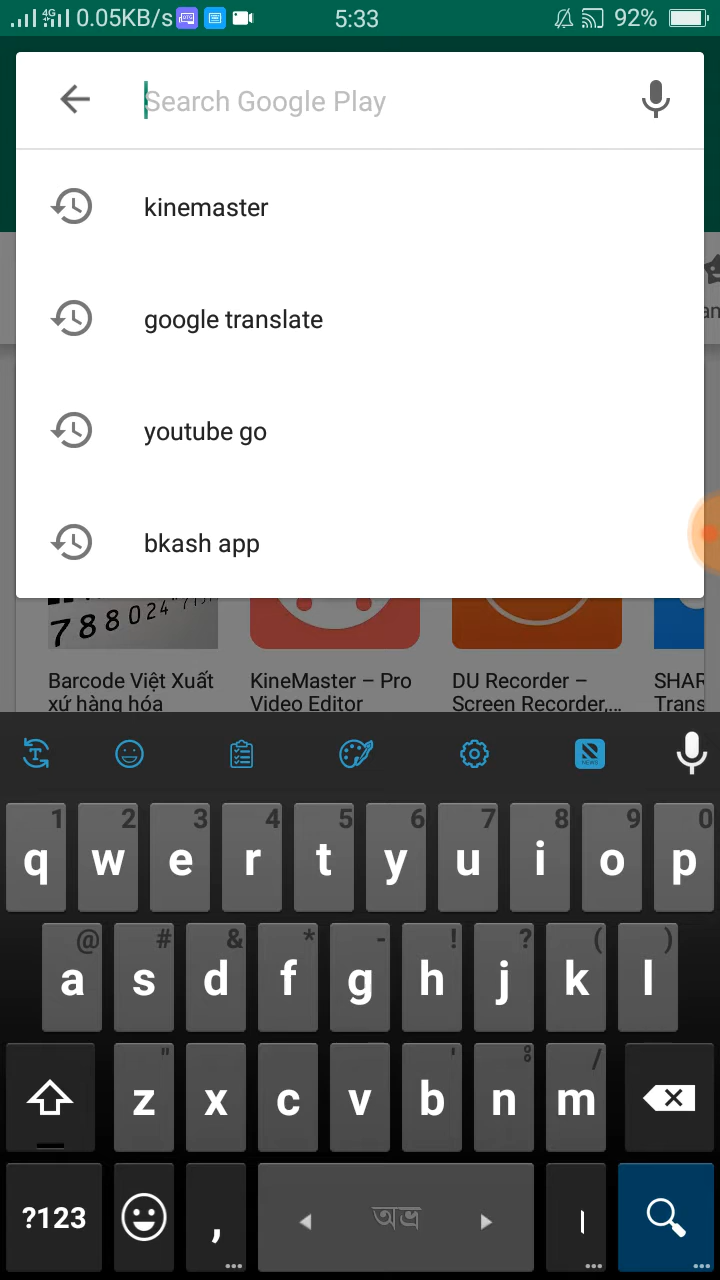 4G 0.05KB/s 5:33 92%
Search Google Play
kinemaster
google translate
youtube go
bkash app
788024
Barcode Việt Xuất
xứ hàng hóa
KineMaster – Pro
Video Editor
DU Recorder –
Screen Recorder,...
SHAR
Trans
NEWS
1 2 3 4 5 6 7 8 9 0
q w e r t y u i o p
@ # & * - ! ? ( )
a s d f g h j k l
" ' /
z x c v b n m
?123 , অভ্র ।